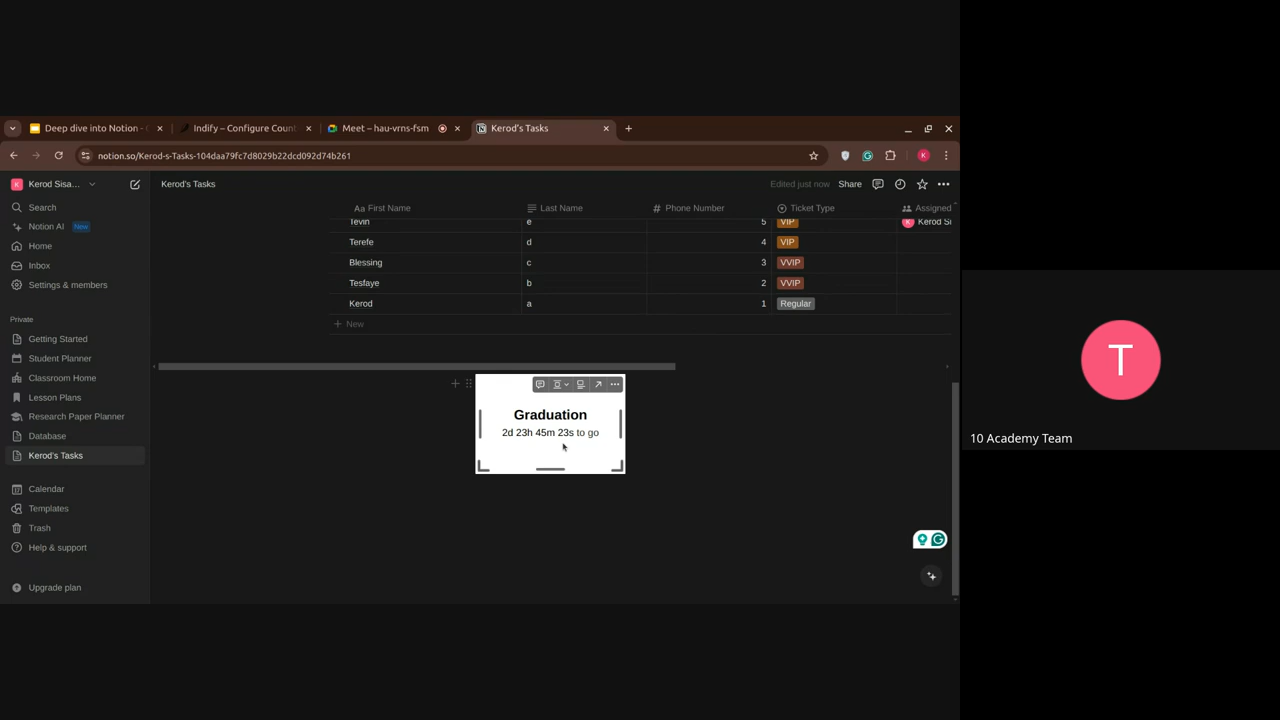 Deep dive into Notion - G
Indify – Configure Count
Meet – hau-vrns-fsm
Kerod's Tasks
notion.so/Kerod-s-Tasks-104daa79fc7d8029b22dcd092d74b261
K
K Kerod Sisa...
Kerod's Tasks
Edited just now
Share
Search
Notion AI New
Home
Inbox
Settings & members
Private
Getting Started
Student Planner
Classroom Home
Lesson Plans
Research Paper Planner
Database
Kerod's Tasks
Calendar
Templates
Trash
Help & support
Upgrade plan
Aa First Name # Last Name # Phone Number Ticket Type Assigned
Tevin e 5 VIP K Kerod Si
Terefe d 4 VIP
Blessing c 3 VVIP
Tesfaye b 2 VVIP
Kerod a 1 Regular
+ New
Graduation
2d 23h 45m 23s to go
T
10 Academy Team